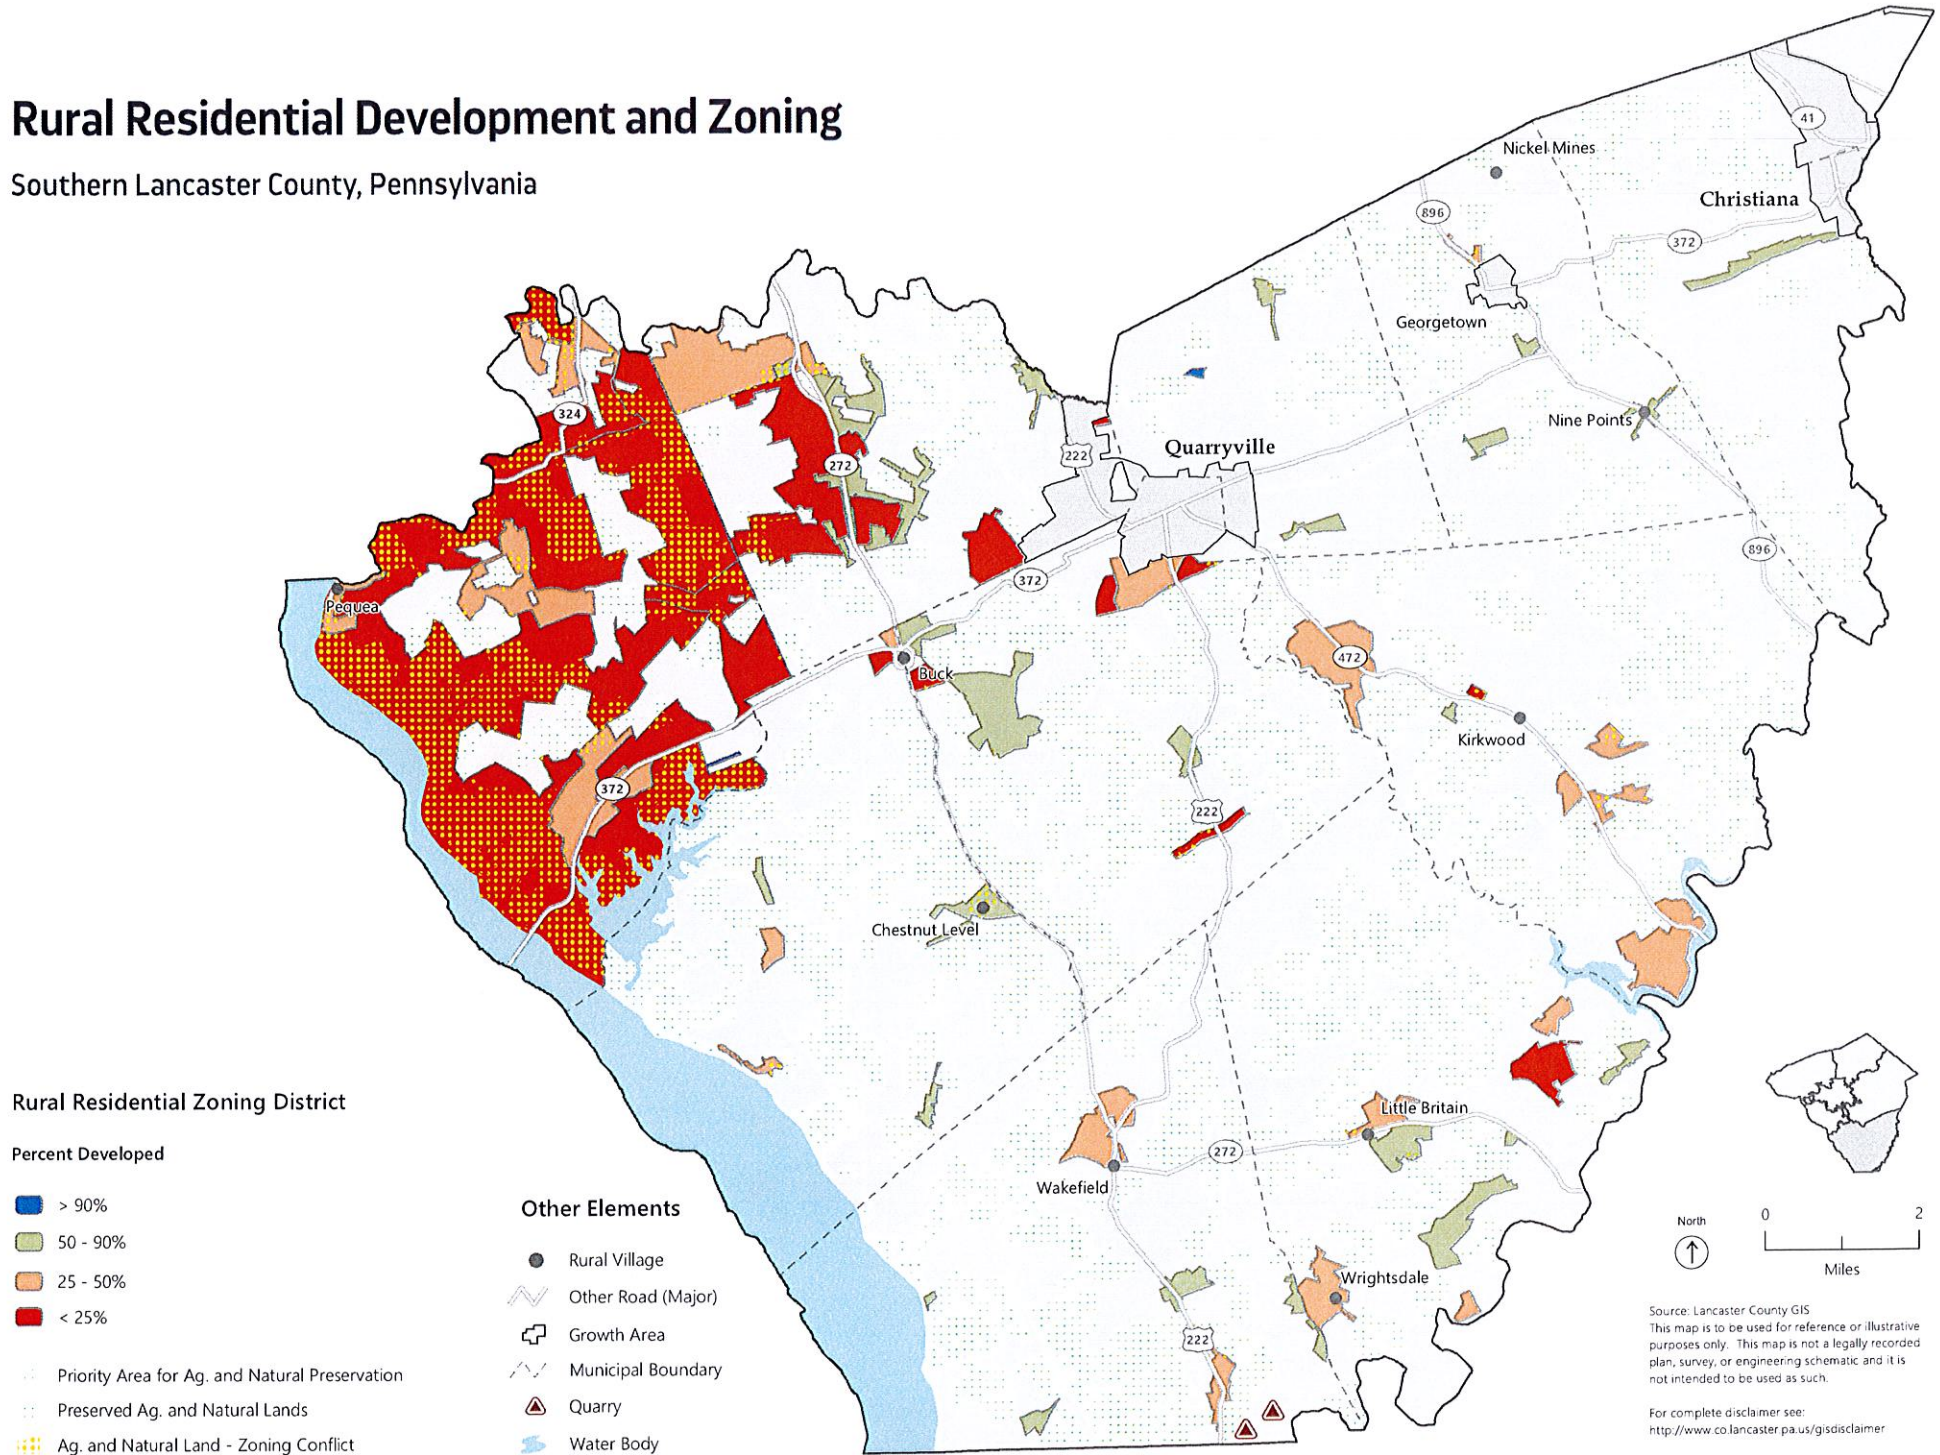 Rural Residential Development and Zoning
Southern Lancaster County, Pennsylvania
41
Nickel Mines
Christiana
896
372
Georgetown
324
Nine Points
Quarryville
222
272
896
372
Pequea
472
Buck
Kirkwood
372
222
Chestnut Level
Little Britain
272
Wakefield
Wrightsdale
222
Rural Residential Zoning District
Percent Developed
> 90%
50 - 90%
25 - 50%
< 25%
Priority Area for Ag. and Natural Preservation
Preserved Ag. and Natural Lands
Ag. and Natural Land - Zoning Conflict
Other Elements
Rural Village
Other Road (Major)
Growth Area
Municipal Boundary
Quarry
Water Body
North
0
2
Miles
Source: Lancaster County GIS
This map is to be used for reference or illustrative
purposes only. This map is not a legally recorded
plan, survey, or engineering schematic and it is
not intended to be used as such.
For complete disclaimer see:
http://www.co.lancaster.pa.us/gisdisclaimer